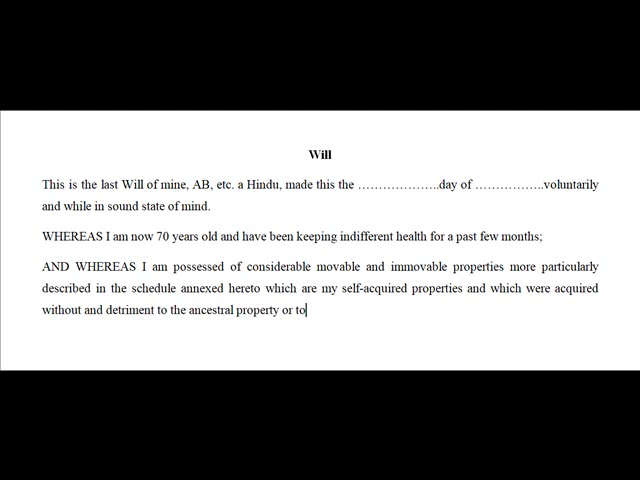 Will
This is the last Will of mine, AB, etc. a Hindu, made this the ………………..day of ……………..voluntarily
and while in sound state of mind.
WHEREAS I am now 70 years old and have been keeping indifferent health for a past few months;
AND WHEREAS I am possessed of considerable movable and immovable properties more particularly
described in the schedule annexed hereto which are my self-acquired properties and which were acquired
without and detriment to the ancestral property or to